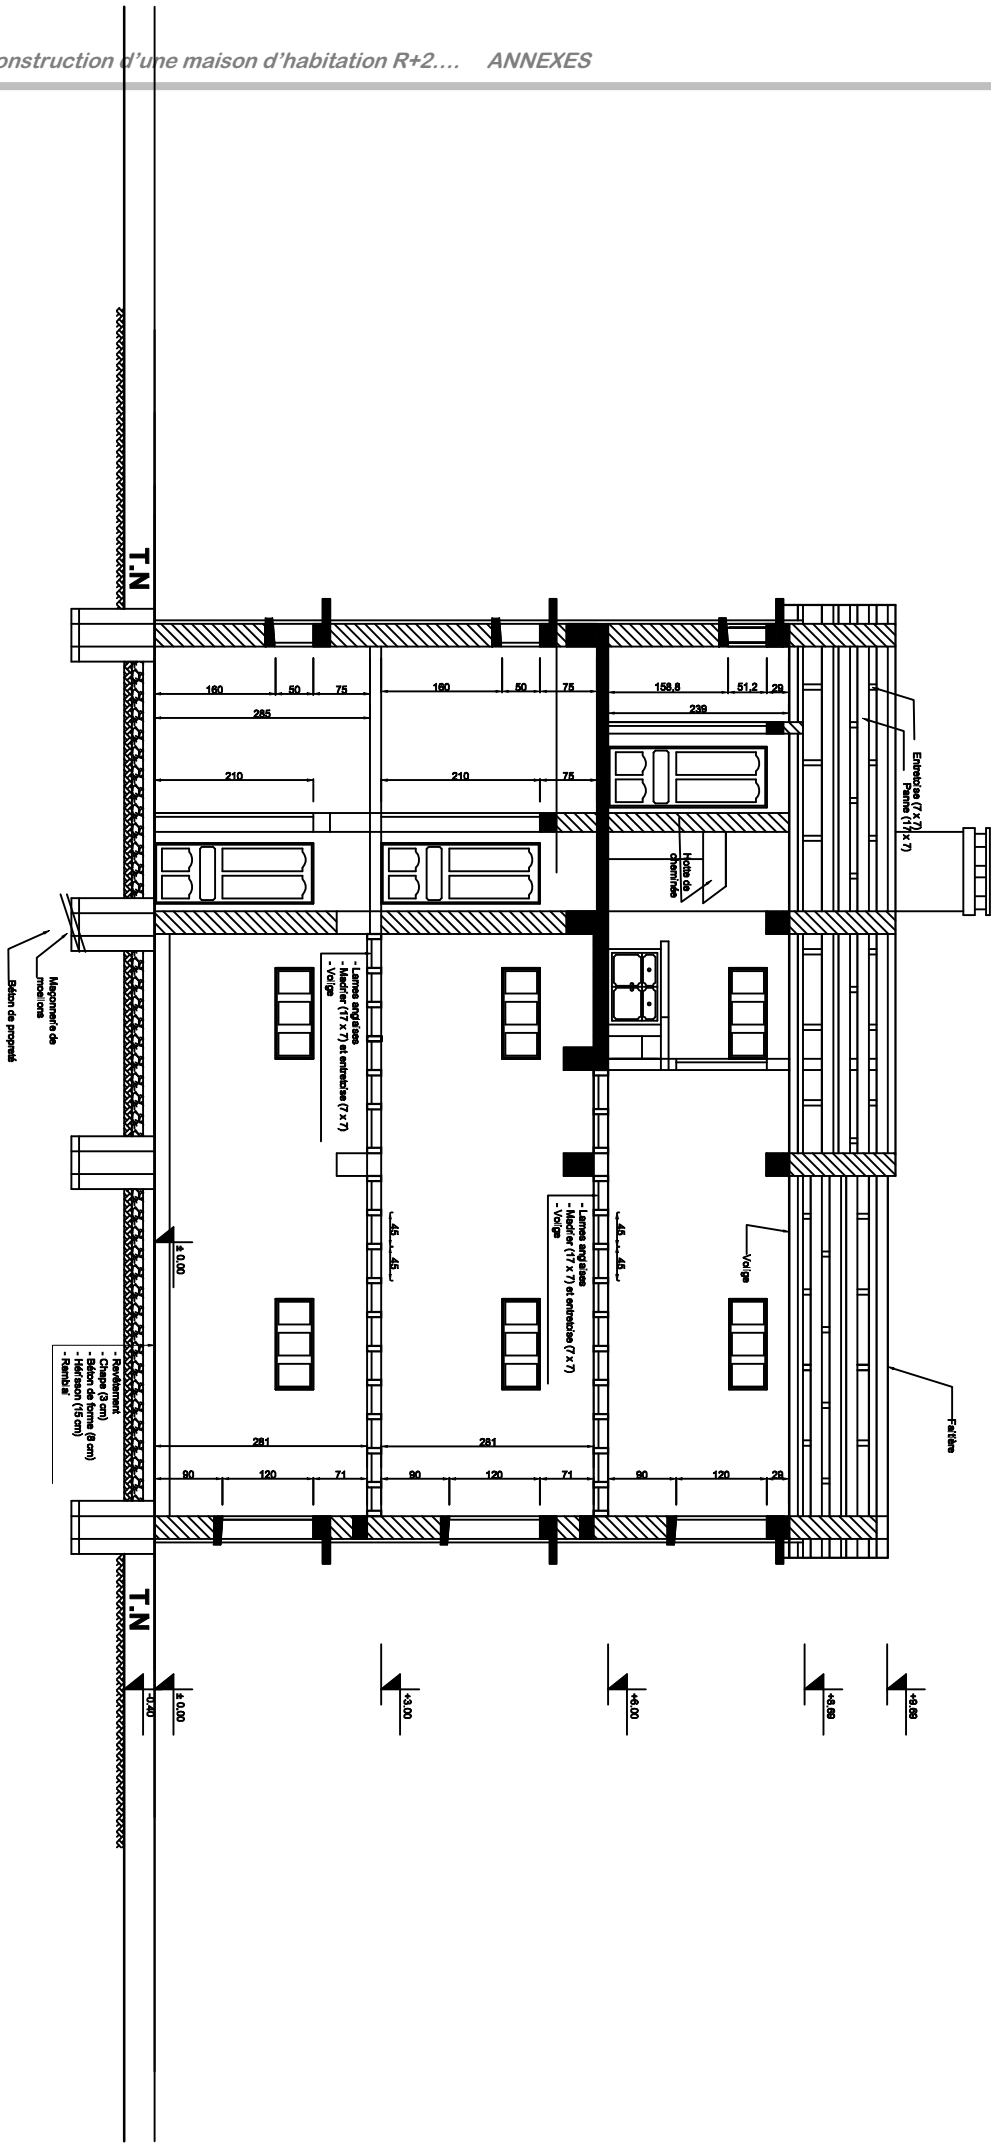 onstruction d'une maison d'habitation R+2.... ANNEXES
Entretoise (7 x 7)
Panne (17 x 7)
Faîtière
+9.69
+8.69
29
51,2
158,8
239
Hotte de
cheminée
Volige
29
120
90
+6.00
75
50
160
75
210
45
45
- Lames anglaises
- Madrier (17 x 7) et entretoise (7 x 7)
- Volige
281
71
120
90
+3.00
75
50
160
285
210
45
45
- Lames anglaises
- Madrier (17 x 7) et entretoise (7 x 7)
- Volige
281
71
120
90
± 0.00
± 0.00
-0.40
T.N
T.N
- Revêtement
- Chape (3 cm)
- Béton de forme (8 cm)
- Hérisson (15 cm)
- Remblai
Maçonnerie de
moellons
Béton de propreté